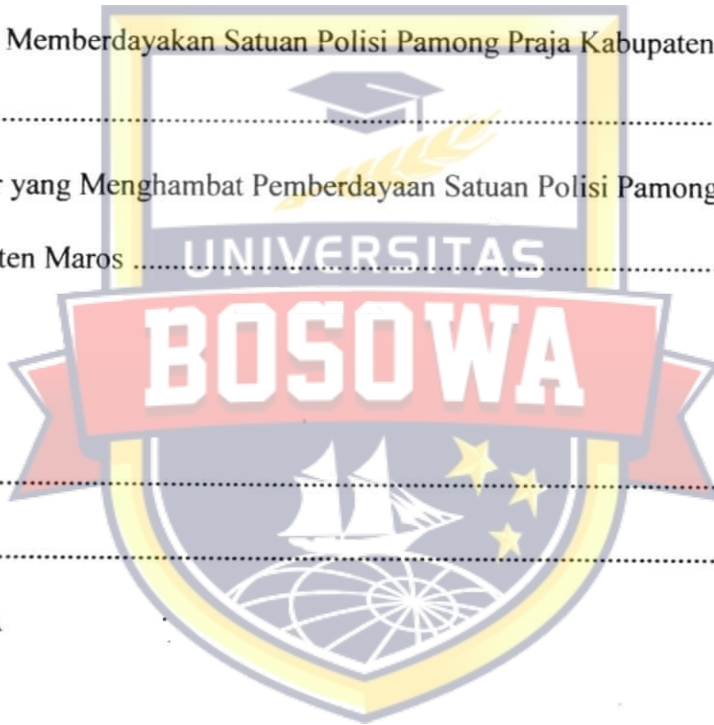 Memberdayakan Satuan Polisi Pamong Praja Kabupaten
....................................................................................................
yang Menghambat Pemberdayaan Satuan Polisi Pamong
ten Maros ....................................................................................
UNIVERSITAS
BOSOWA
....................................................................................................
....................................................................................................